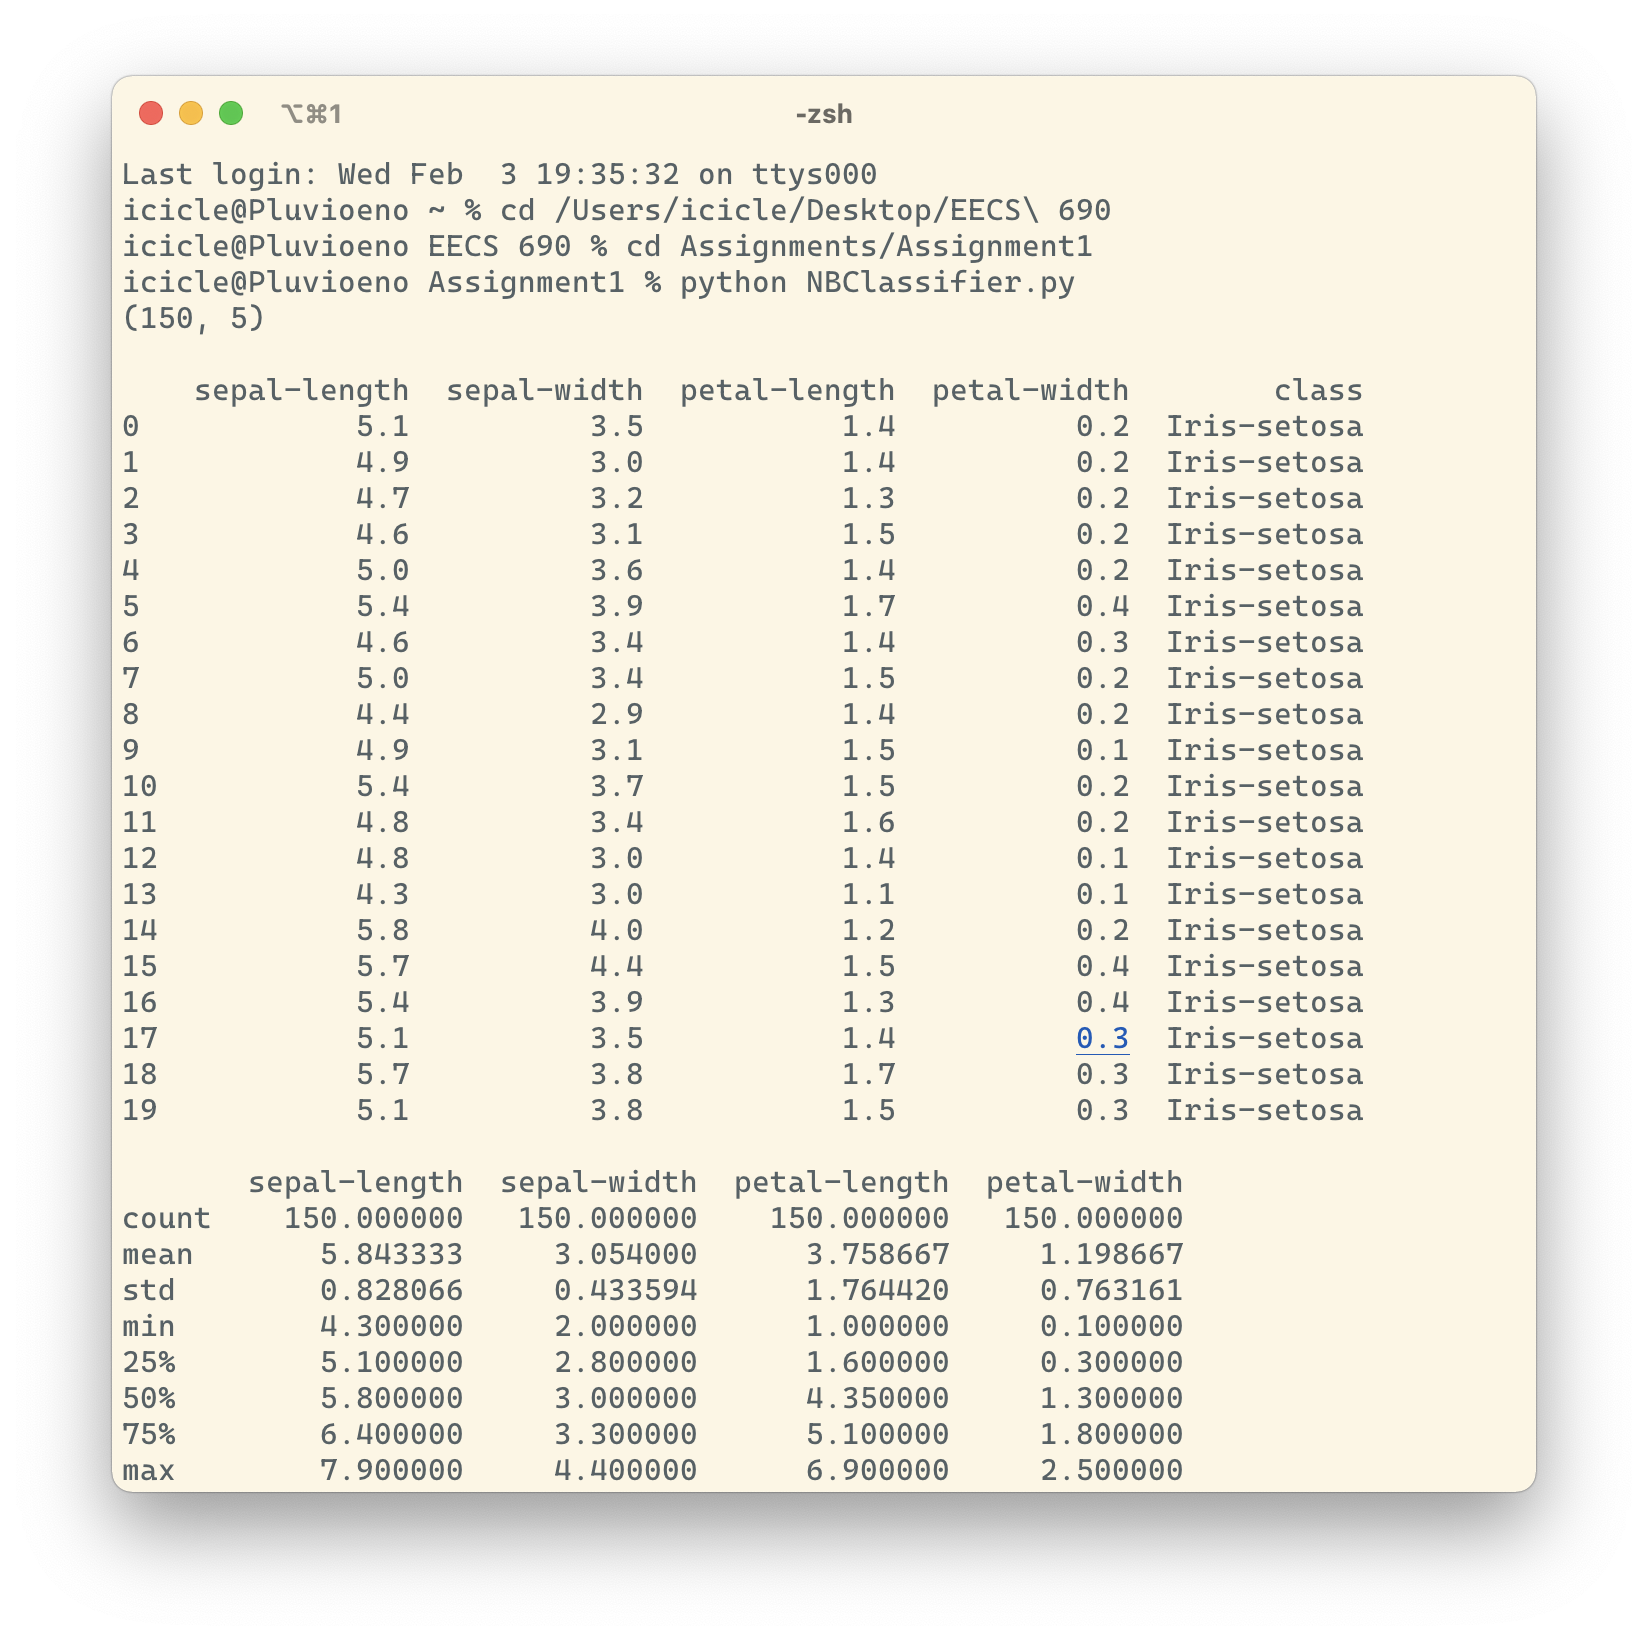 ⌥⌘1 -zsh
Last login: Wed Feb  3 19:35:32 on ttys000
icicle@Pluvioeno ~ % cd /Users/icicle/Desktop/EECS\ 690
icicle@Pluvioeno EECS 690 % cd Assignments/Assignment1
icicle@Pluvioeno Assignment1 % python NBClassifier.py
(150, 5)
    sepal-length  sepal-width  petal-length  petal-width        class
0            5.1          3.5           1.4          0.2  Iris-setosa
1            4.9          3.0           1.4          0.2  Iris-setosa
2            4.7          3.2           1.3          0.2  Iris-setosa
3            4.6          3.1           1.5          0.2  Iris-setosa
4            5.0          3.6           1.4          0.2  Iris-setosa
5            5.4          3.9           1.7          0.4  Iris-setosa
6            4.6          3.4           1.4          0.3  Iris-setosa
7            5.0          3.4           1.5          0.2  Iris-setosa
8            4.4          2.9           1.4          0.2  Iris-setosa
9            4.9          3.1           1.5          0.1  Iris-setosa
10           5.4          3.7           1.5          0.2  Iris-setosa
11           4.8          3.4           1.6          0.2  Iris-setosa
12           4.8          3.0           1.4          0.1  Iris-setosa
13           4.3          3.0           1.1          0.1  Iris-setosa
14           5.8          4.0           1.2          0.2  Iris-setosa
15           5.7          4.4           1.5          0.4  Iris-setosa
16           5.4          3.9           1.3          0.4  Iris-setosa
17           5.1          3.5           1.4          0.3  Iris-setosa
18           5.7          3.8           1.7          0.3  Iris-setosa
19           5.1          3.8           1.5          0.3  Iris-setosa
       sepal-length  sepal-width  petal-length  petal-width
count    150.000000   150.000000    150.000000   150.000000
mean       5.843333     3.054000      3.758667     1.198667
std        0.828066     0.433594      1.764420     0.763161
min        4.300000     2.000000      1.000000     0.100000
25%        5.100000     2.800000      1.600000     0.300000
50%        5.800000     3.000000      4.350000     1.300000
75%        6.400000     3.300000      5.100000     1.800000
max        7.900000     4.400000      6.900000     2.500000